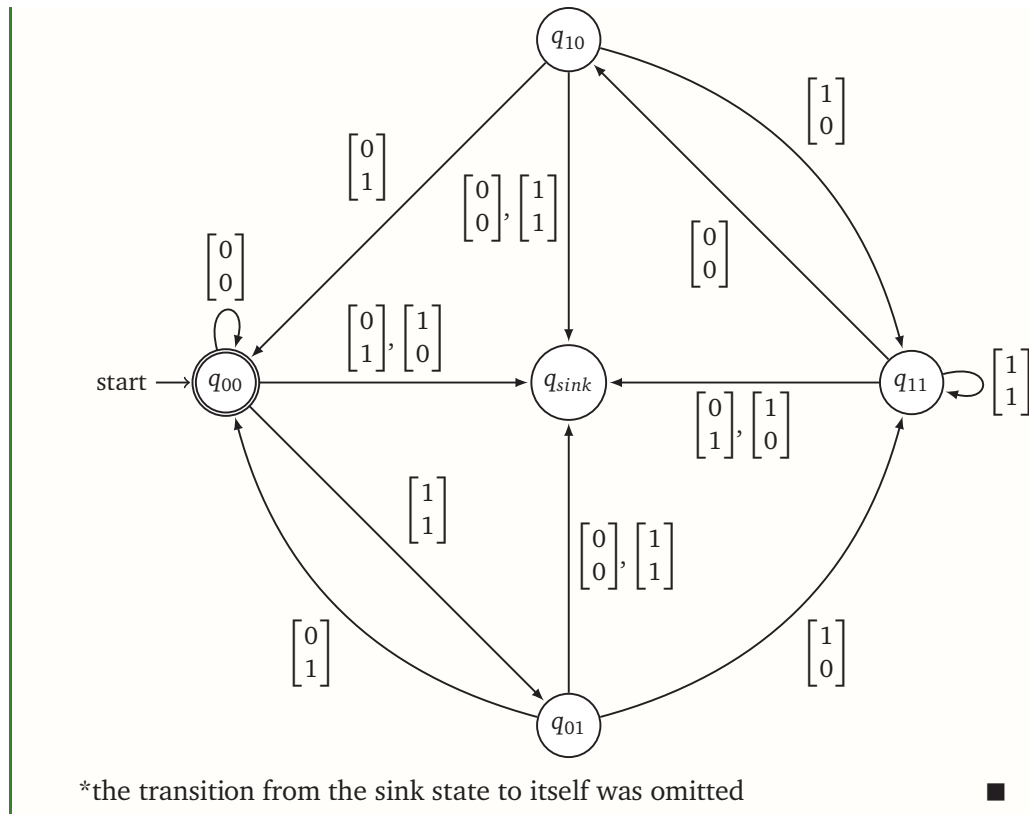 q10
[1 0]
[0 1]
[0 0], [1 1]
[0 0]
[0 0]
[0 1], [1 0]
start
q00
qsink
q11
[1 1]
[0 1], [1 0]
[1 1]
[0 0], [1 1]
[0 1]
[1 0]
q01
*the transition from the sink state to itself was omitted ■